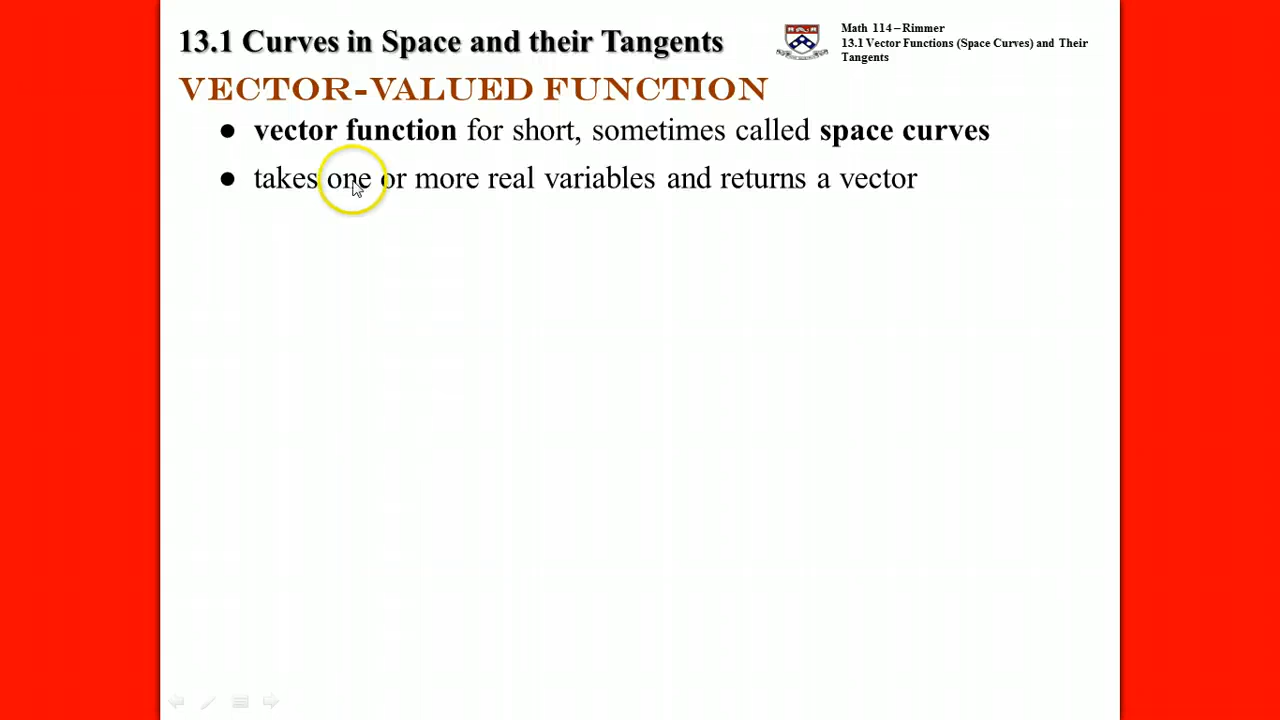 13.1 Curves in Space and their Tangents
Math 114 – Rimmer
13.1 Vector Functions (Space Curves) and Their
Tangents
VECTOR-VALUED FUNCTION
● vector function for short, sometimes called space curves
● takes one or more real variables and returns a vector